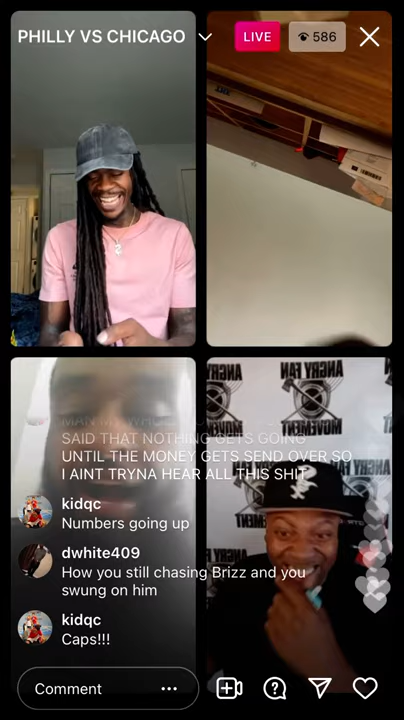 PHILLY VS CHICAGO
LIVE
586
ANGRY FAN
MOVEMENT
SAID THAT NOTHING GETS GOING
UNTIL THE MONEY GETS SEND OVER SO
I AINT TRYNA HEAR ALL THIS SHIT
kidqc
Numbers going up
dwhite409
How you still chasing Brizz and you
swung on him
kidqc
Caps!!!
Comment